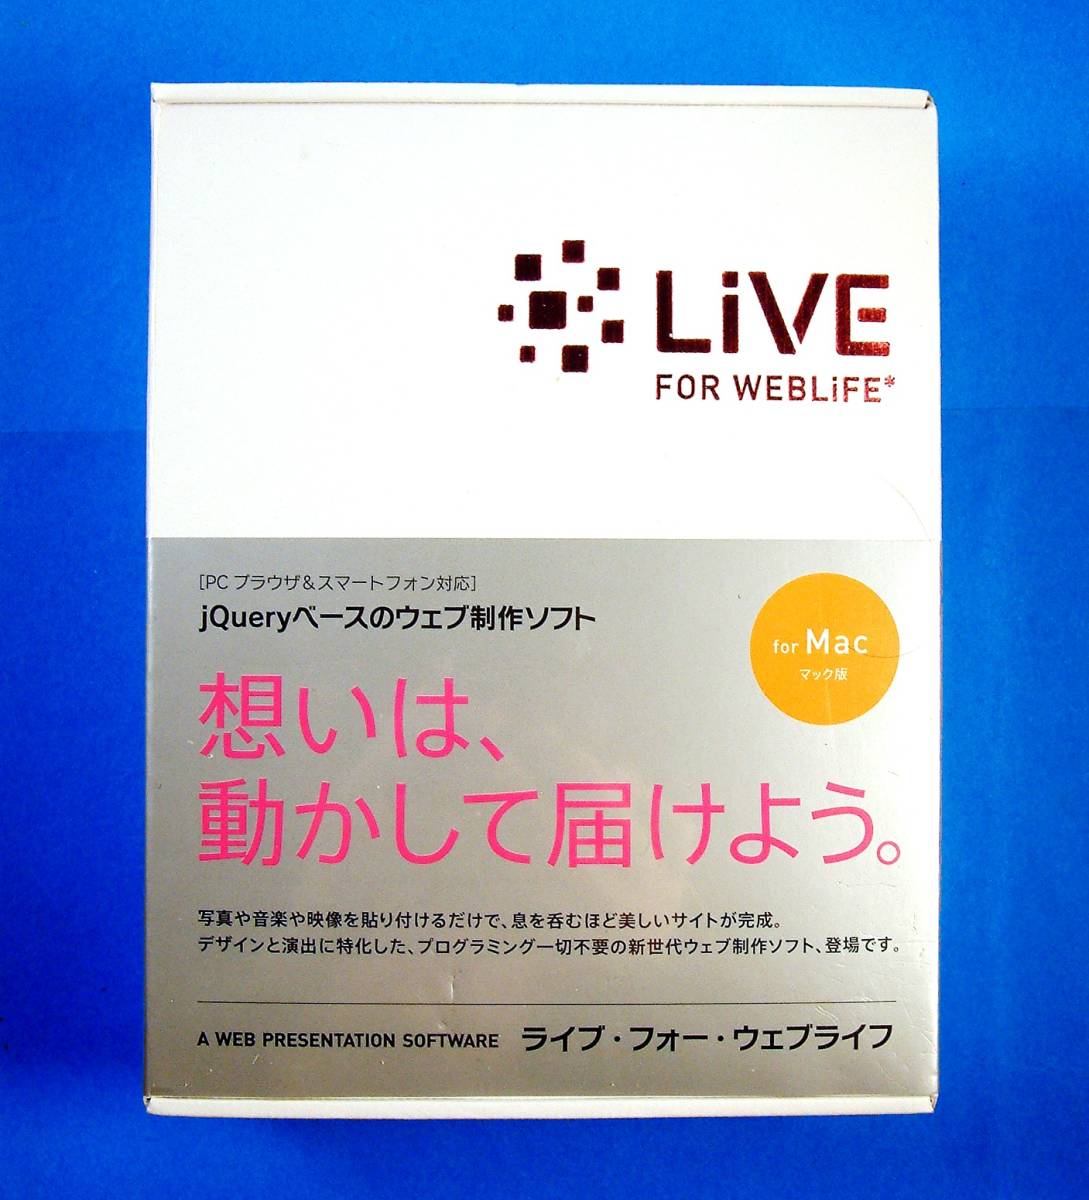 LiVE
FOR WEBLiFE*
[PC ブラウザ&スマートフォン対応]
jQueryベースのウェブ制作ソフト
for Mac
マック版
想いは、
動かして届けよう。
写真や音楽や映像を貼り付けるだけで、息を呑むほど美しいサイトが完成。
デザインと演出に特化した、プログラミング一切不要の新世代ウェブ制作ソフト、登場です。
A WEB PRESENTATION SOFTWARE ライブ・フォー・ウェブライフ